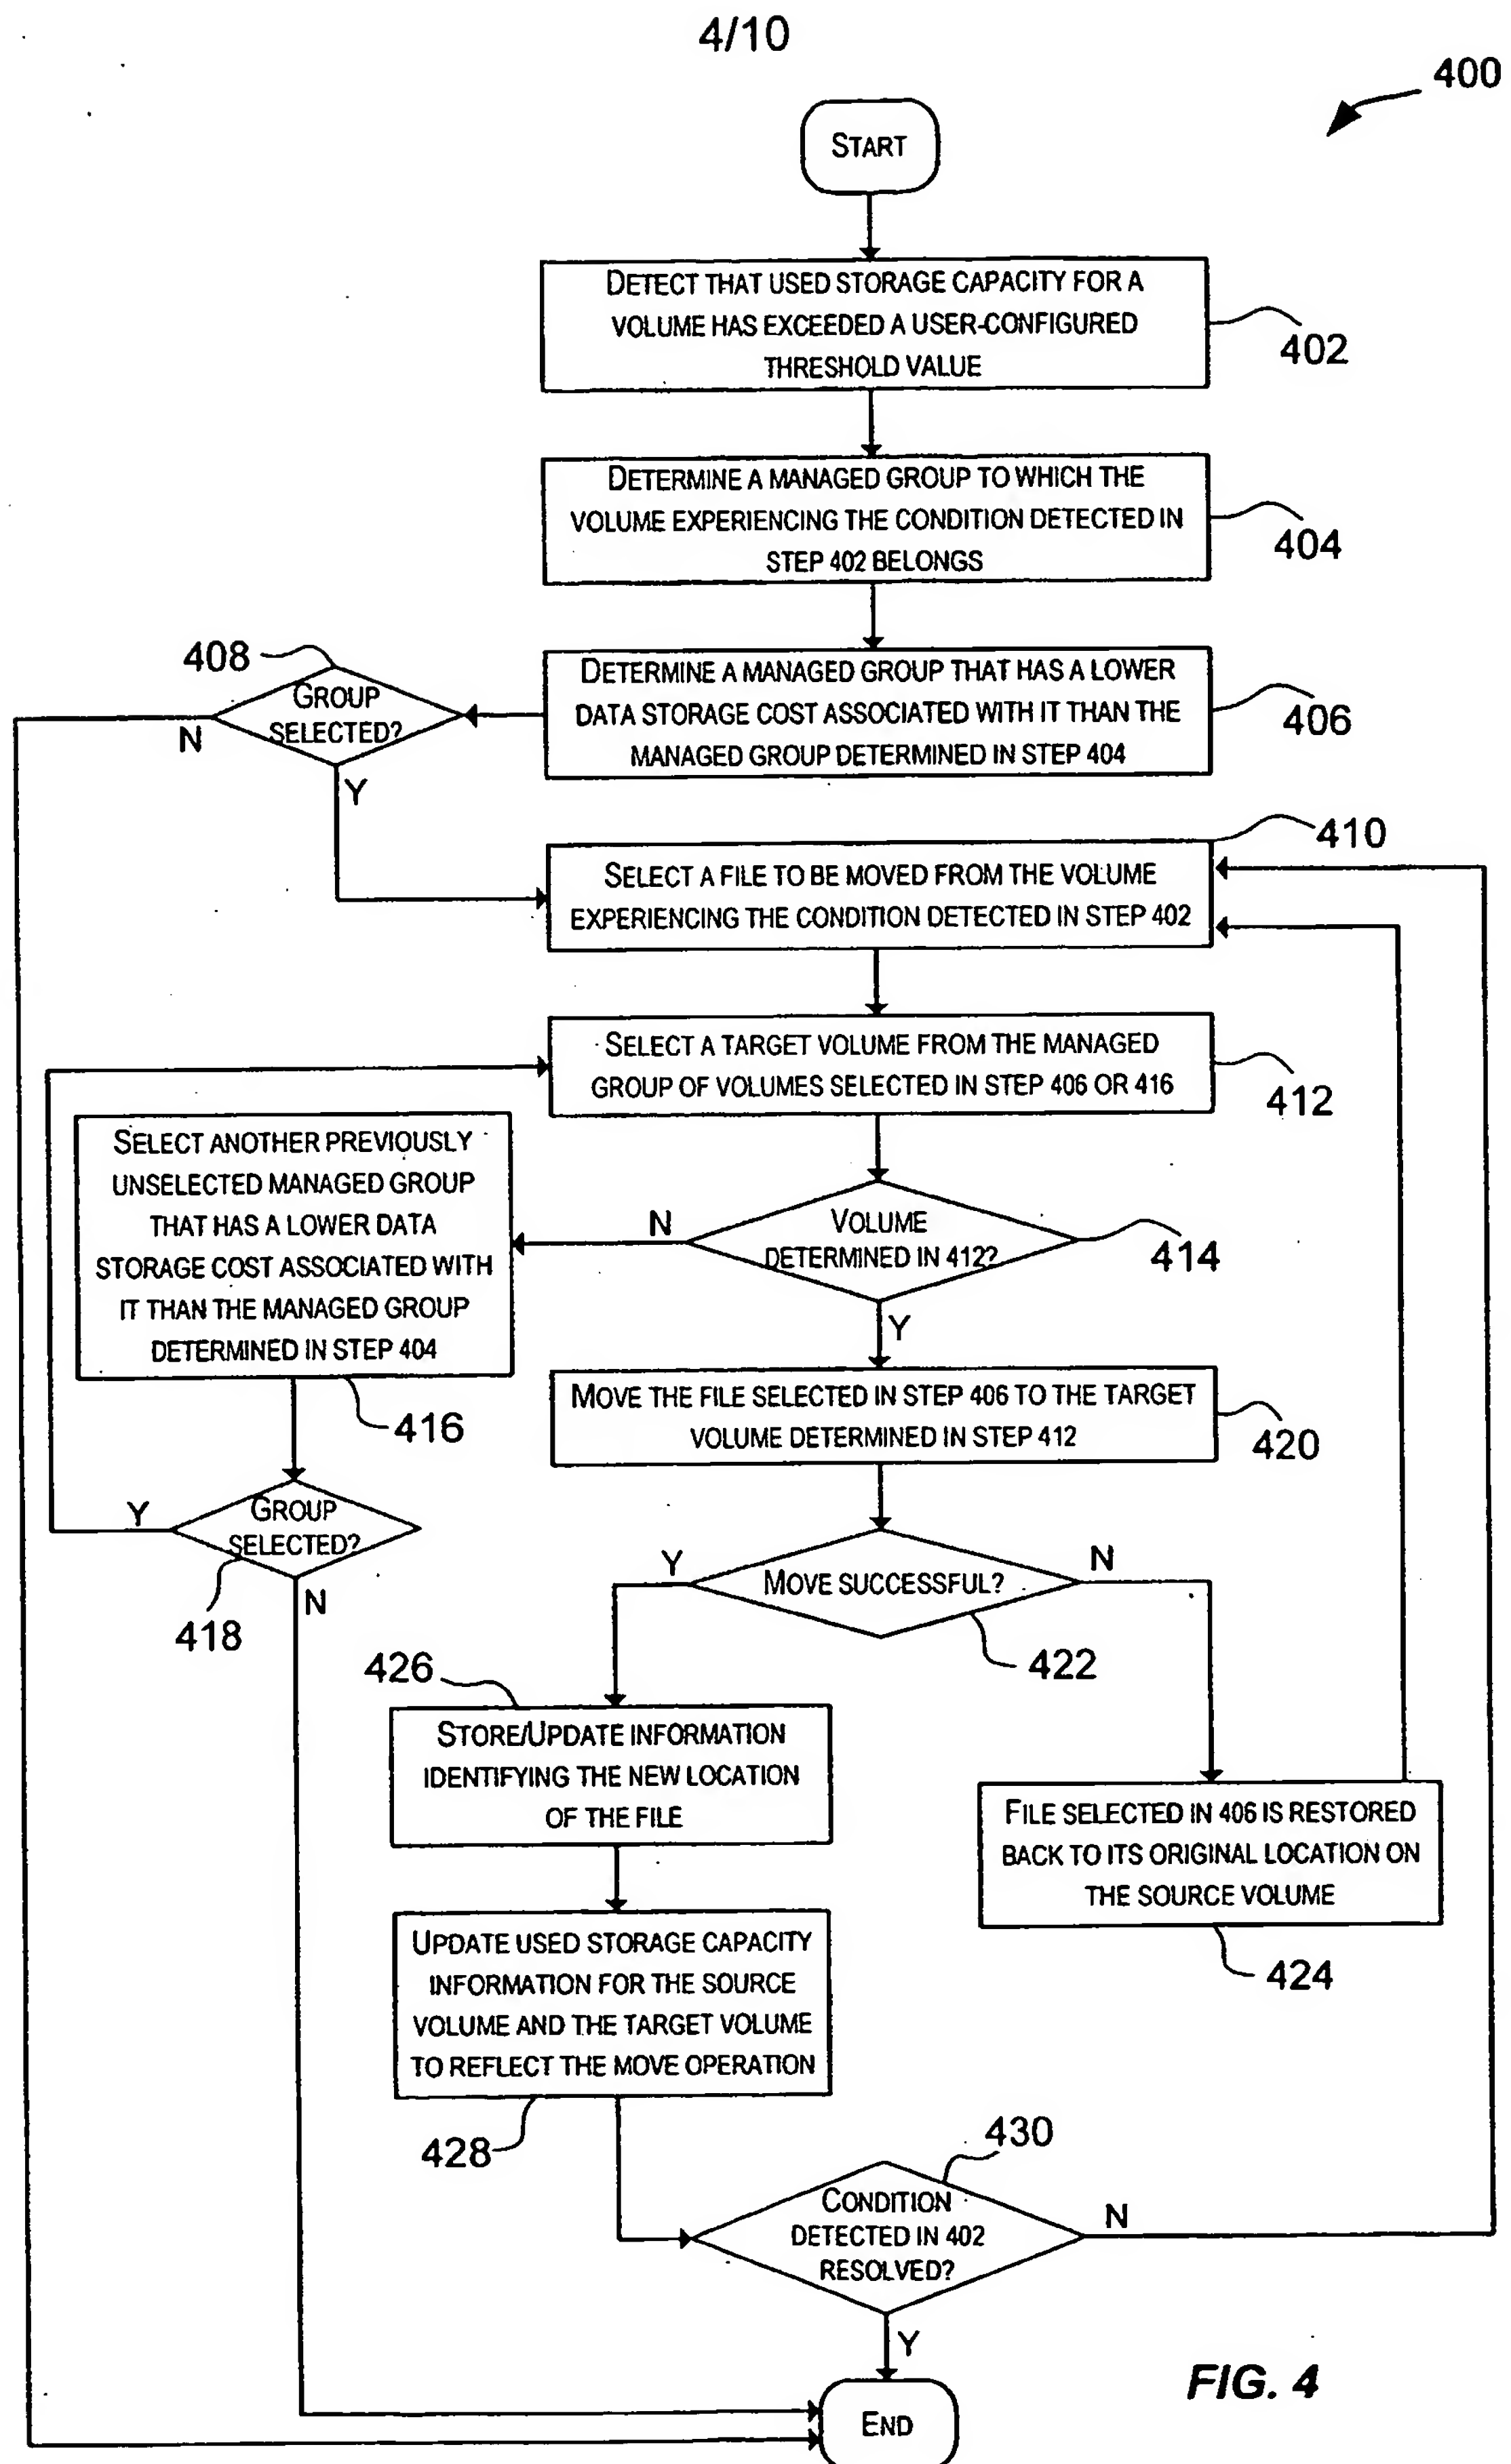 4/10
400
START
DETECT THAT USED STORAGE CAPACITY FOR A
VOLUME HAS EXCEEDED A USER-CONFIGURED
THRESHOLD VALUE
402
DETERMINE A MANAGED GROUP TO WHICH THE
VOLUME EXPERIENCING THE CONDITION DETECTED IN
STEP 402 BELONGS
404
408
GROUP
SELECTED?
N
Y
DETERMINE A MANAGED GROUP THAT HAS A LOWER
DATA STORAGE COST ASSOCIATED WITH IT THAN THE
MANAGED GROUP DETERMINED IN STEP 404
406
410
SELECT A FILE TO BE MOVED FROM THE VOLUME
EXPERIENCING THE CONDITION DETECTED IN STEP 402
SELECT A TARGET VOLUME FROM THE MANAGED
GROUP OF VOLUMES SELECTED IN STEP 406 OR 416
412
SELECT ANOTHER PREVIOUSLY
UNSELECTED MANAGED GROUP
THAT HAS A LOWER DATA
STORAGE COST ASSOCIATED WITH
IT THAN THE MANAGED GROUP
DETERMINED IN STEP 404
416
N
VOLUME
DETERMINED IN 412?
414
Y
MOVE THE FILE SELECTED IN STEP 406 TO THE TARGET
VOLUME DETERMINED IN STEP 412
420
Y
GROUP
SELECTED?
418
N
Y
MOVE SUCCESSFUL?
N
422
426
STORE/UPDATE INFORMATION
IDENTIFYING THE NEW LOCATION
OF THE FILE
FILE SELECTED IN 406 IS RESTORED
BACK TO ITS ORIGINAL LOCATION ON
THE SOURCE VOLUME
424
UPDATE USED STORAGE CAPACITY
INFORMATION FOR THE SOURCE
VOLUME AND THE TARGET VOLUME
TO REFLECT THE MOVE OPERATION
428
430
CONDITION
DETECTED IN 402
RESOLVED?
N
Y
END
FIG. 4